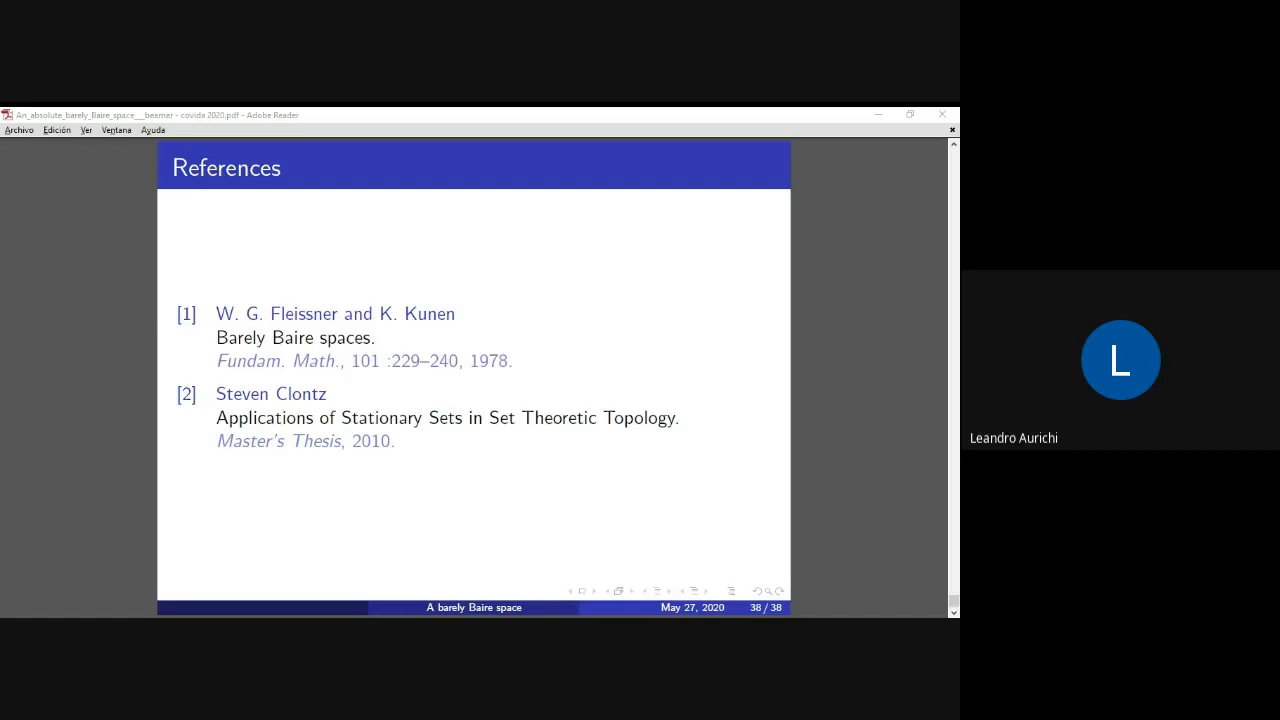 An_absolute_barely_Baire_space__beamer - covida 2020.pdf - Adobe Reader
Archivo Edición Ver Ventana Ayuda
References
[1] W. G. Fleissner and K. Kunen
Barely Baire spaces.
Fundam. Math., 101 :229–240, 1978.
[2] Steven Clontz
Applications of Stationary Sets in Set Theoretic Topology.
Master's Thesis, 2010.
A barely Baire space May 27, 2020 38 / 38
L
Leandro Aurichi